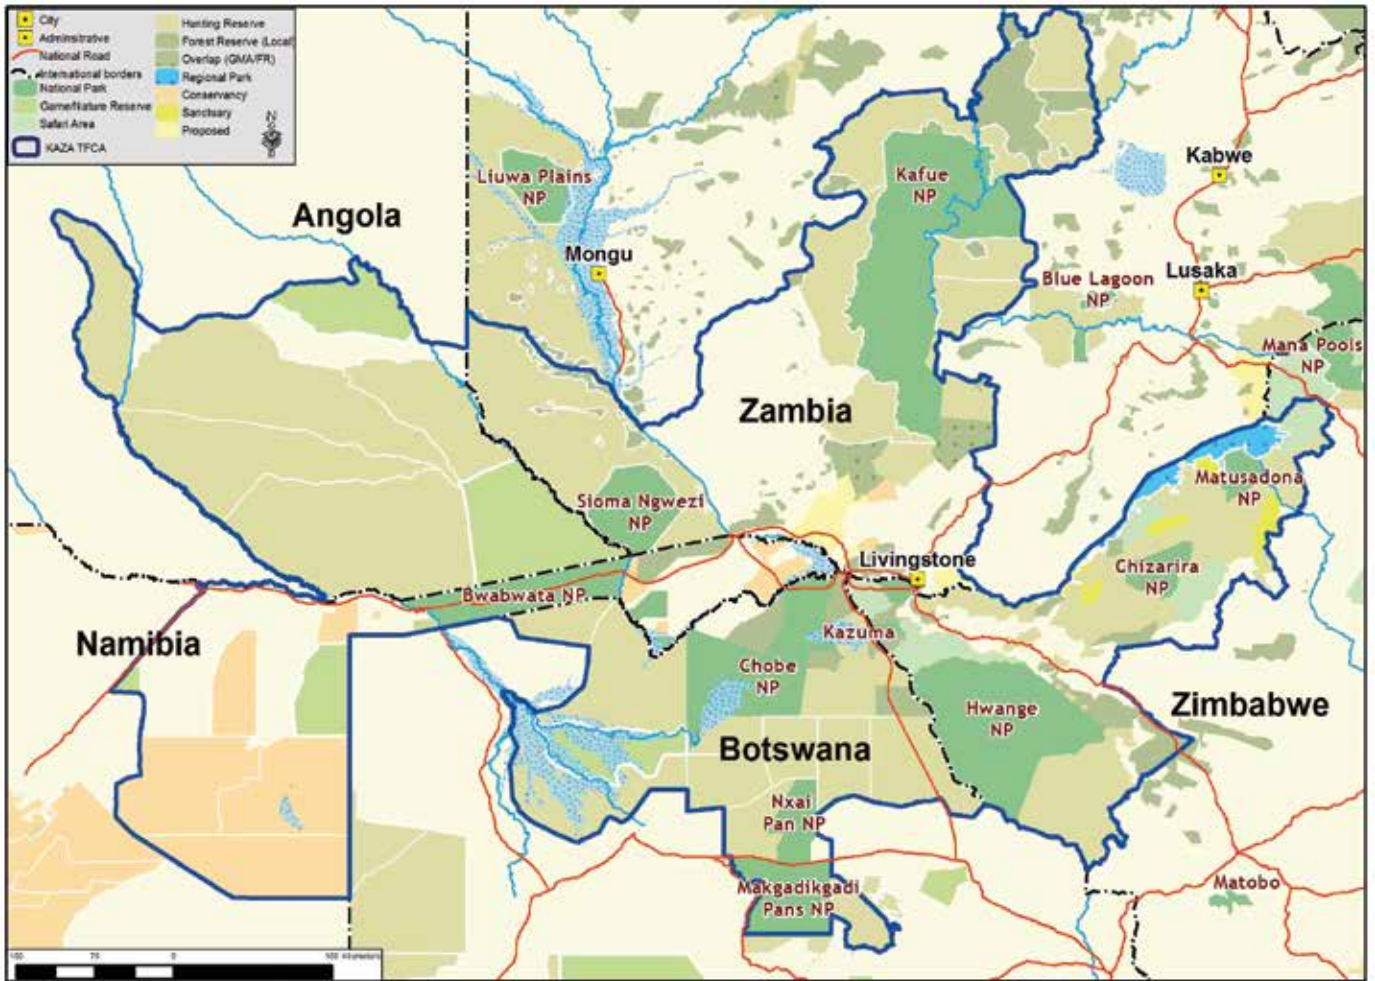 City
Adminsitrative
National Road
International borders
National Park
Game/Nature Reserve
Safari Area
KAZA TFCA
Hunting Reserve
Forest Reserve (Local)
Overlap (GMA/FR)
Regional Park
Conservancy
Sanctuary
Proposed
N
S
Angola
Liuwa Plains
NP
Mongu
Kafue
NP
Kabwe
Blue Lagoon
NP
Lusaka
Mana Pools
NP
Zambia
Matusadona
NP
Sioma Ngwezi
NP
Livingstone
Chizarira
NP
Bwabwata NP
Namibia
Kazuma
Chobe
NP
Hwange
NP
Zimbabwe
Botswana
Nxai
Pan NP
Makgadikgadi
Pans NP
Matobo
0